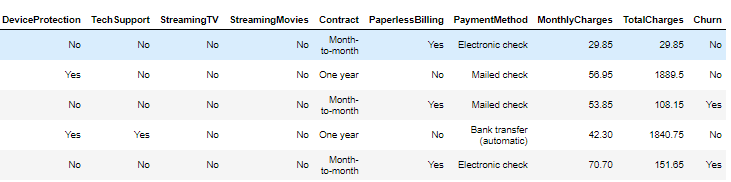 DeviceProtection TechSupport StreamingTV StreamingMovies Contract PaperlessBilling PaymentMethod MonthlyCharges TotalCharges Churn
No No No No Month-to-month Yes Electronic check 29.85 29.85 No
Yes No No No One year No Mailed check 56.95 1889.5 No
No No No No Month-to-month Yes Mailed check 53.85 108.15 Yes
Yes Yes No No One year No Bank transfer (automatic) 42.30 1840.75 No
No No No No Month-to-month Yes Electronic check 70.70 151.65 Yes